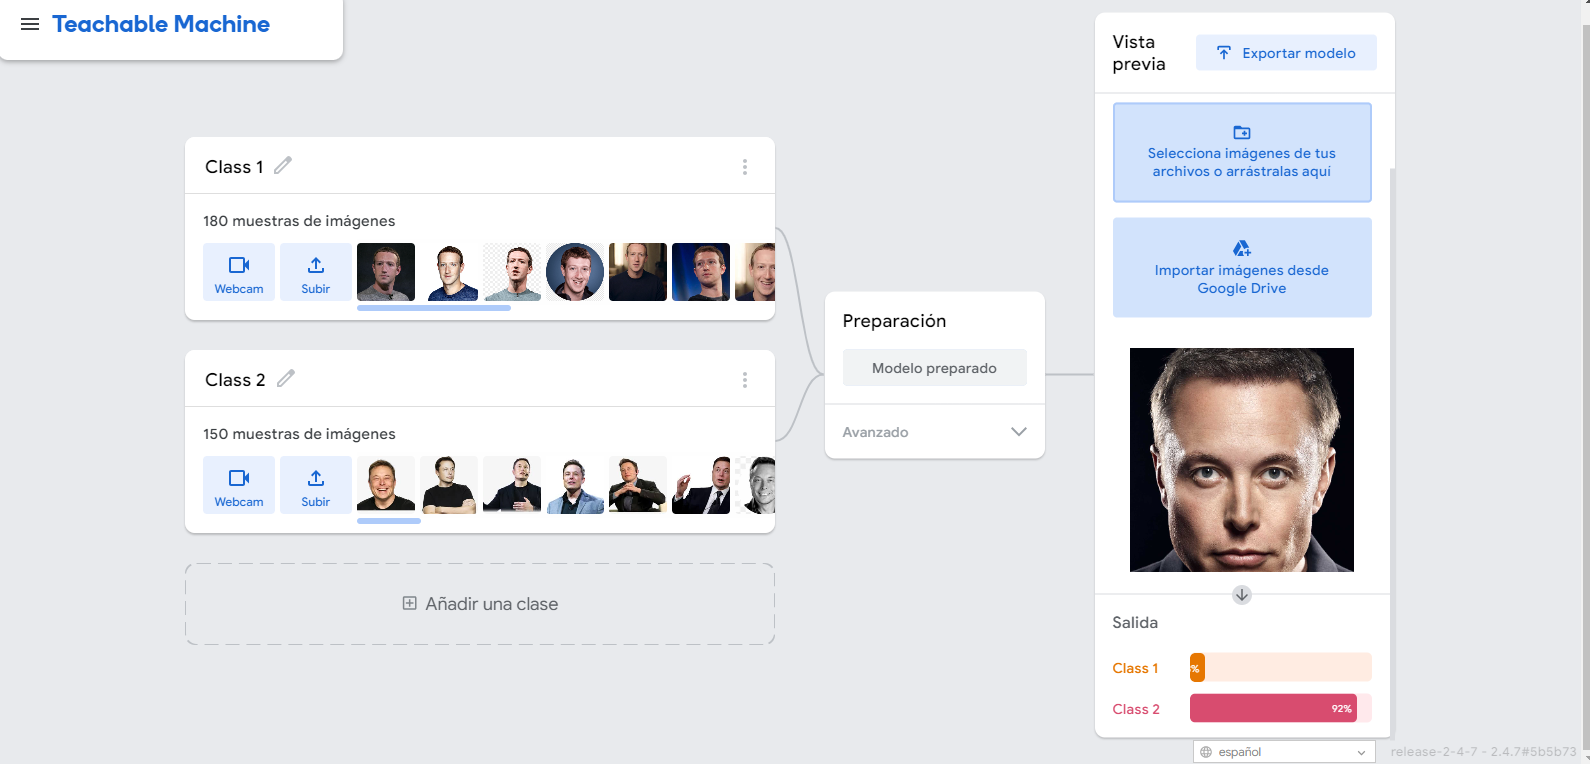 Teachable Machine
Class 1
180 muestras de imágenes
Webcam
Subir
Class 2
150 muestras de imágenes
Webcam
Subir
Añadir una clase
Preparación
Modelo preparado
Avanzado
Vista
previa
Exportar modelo
Selecciona imágenes de tus
archivos o arrástralas aquí
Importar imágenes desde
Google Drive
Salida
Class 1
%
Class 2
92%
español
release-2-4-7 - 2.4.7#5b5b73